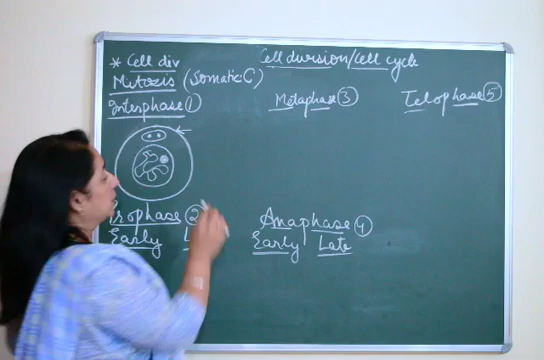 Cell division/Cell cycle
* Cell div
Mitosis (Somatic C)
Interphase ①
Metaphase ③
Telophase ⑤
rophase ②
Early L
Anaphase ④
Early Late